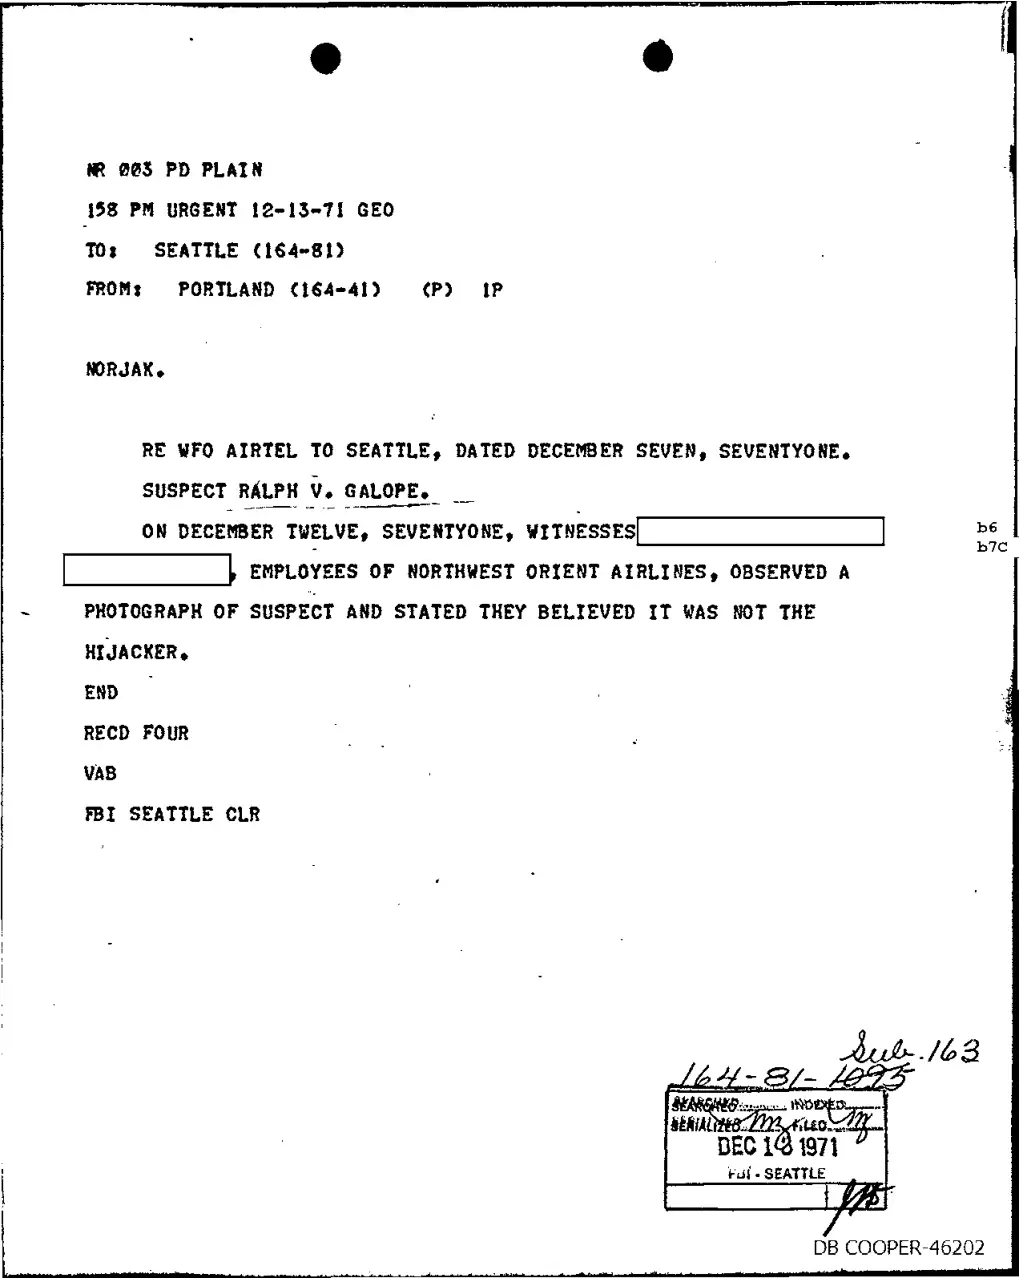 NR 003 PD PLAIN
158 PM URGENT 12-13-71 GEO
TO: SEATTLE (164-81)
FROM: PORTLAND (164-41) (P) 1P
NORJAK.
RE WFO AIRTEL TO SEATTLE, DATED DECEMBER SEVEN, SEVENTYONE.
SUSPECT RALPH V. GALOPE.
ON DECEMBER TWELVE, SEVENTYONE, WITNESSES
b6
b7C
, EMPLOYEES OF NORTHWEST ORIENT AIRLINES, OBSERVED A
PHOTOGRAPH OF SUSPECT AND STATED THEY BELIEVED IT WAS NOT THE
HIJACKER.
END
RECD FOUR
VAB
FBI SEATTLE CLR
Sub. 163
164-81-1095
SEARCHED INDEXED
SERIALIZED FILED
DEC 13 1971
FBI - SEATTLE
DB COOPER-46202